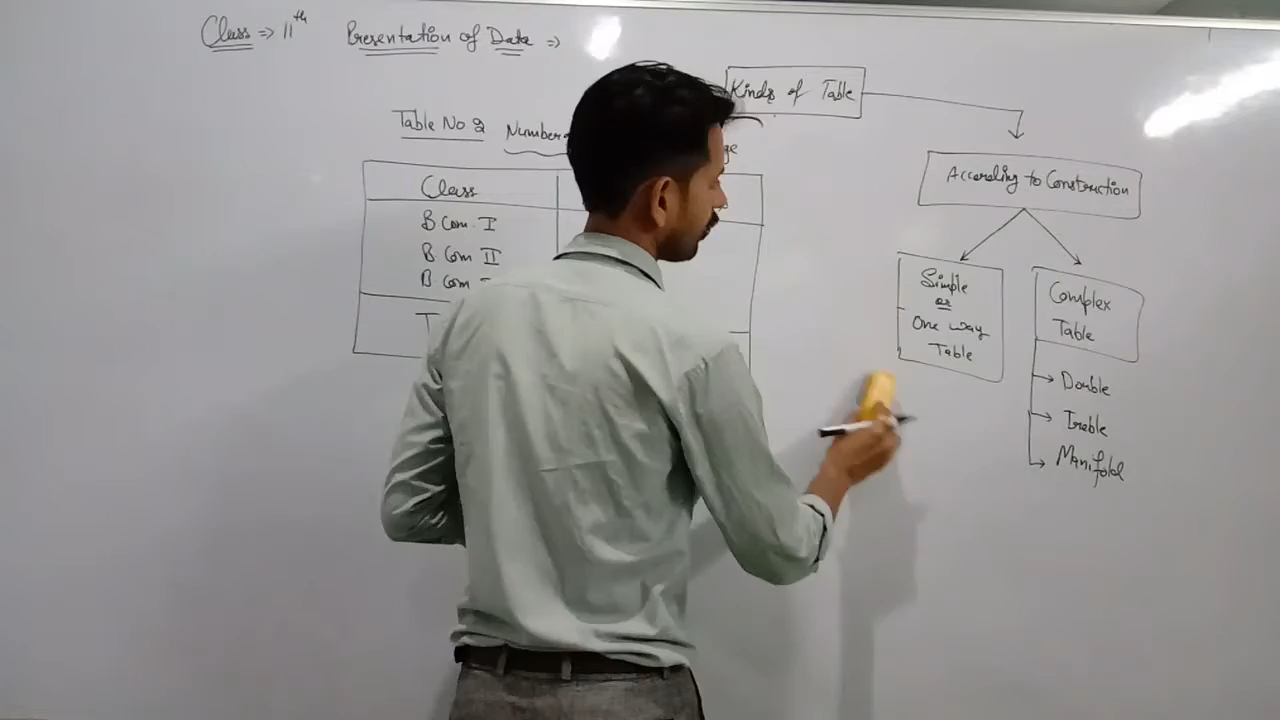 Class => 11th Presentation of Data =>
Kinds of Table
Table No 2 Number
Class
B Com I
B Com II
B Com
T
According to Construction
Simple
or
One way
Table
Complex
Table
Double
Treble
Manifold